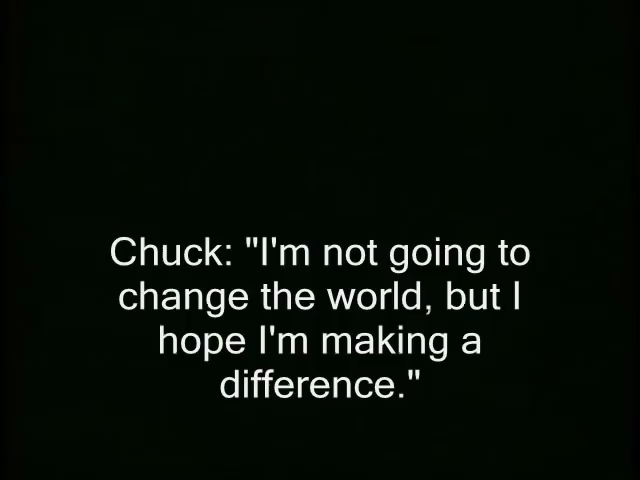 Chuck: "I'm not going to
change the world, but I
hope I'm making a
difference."